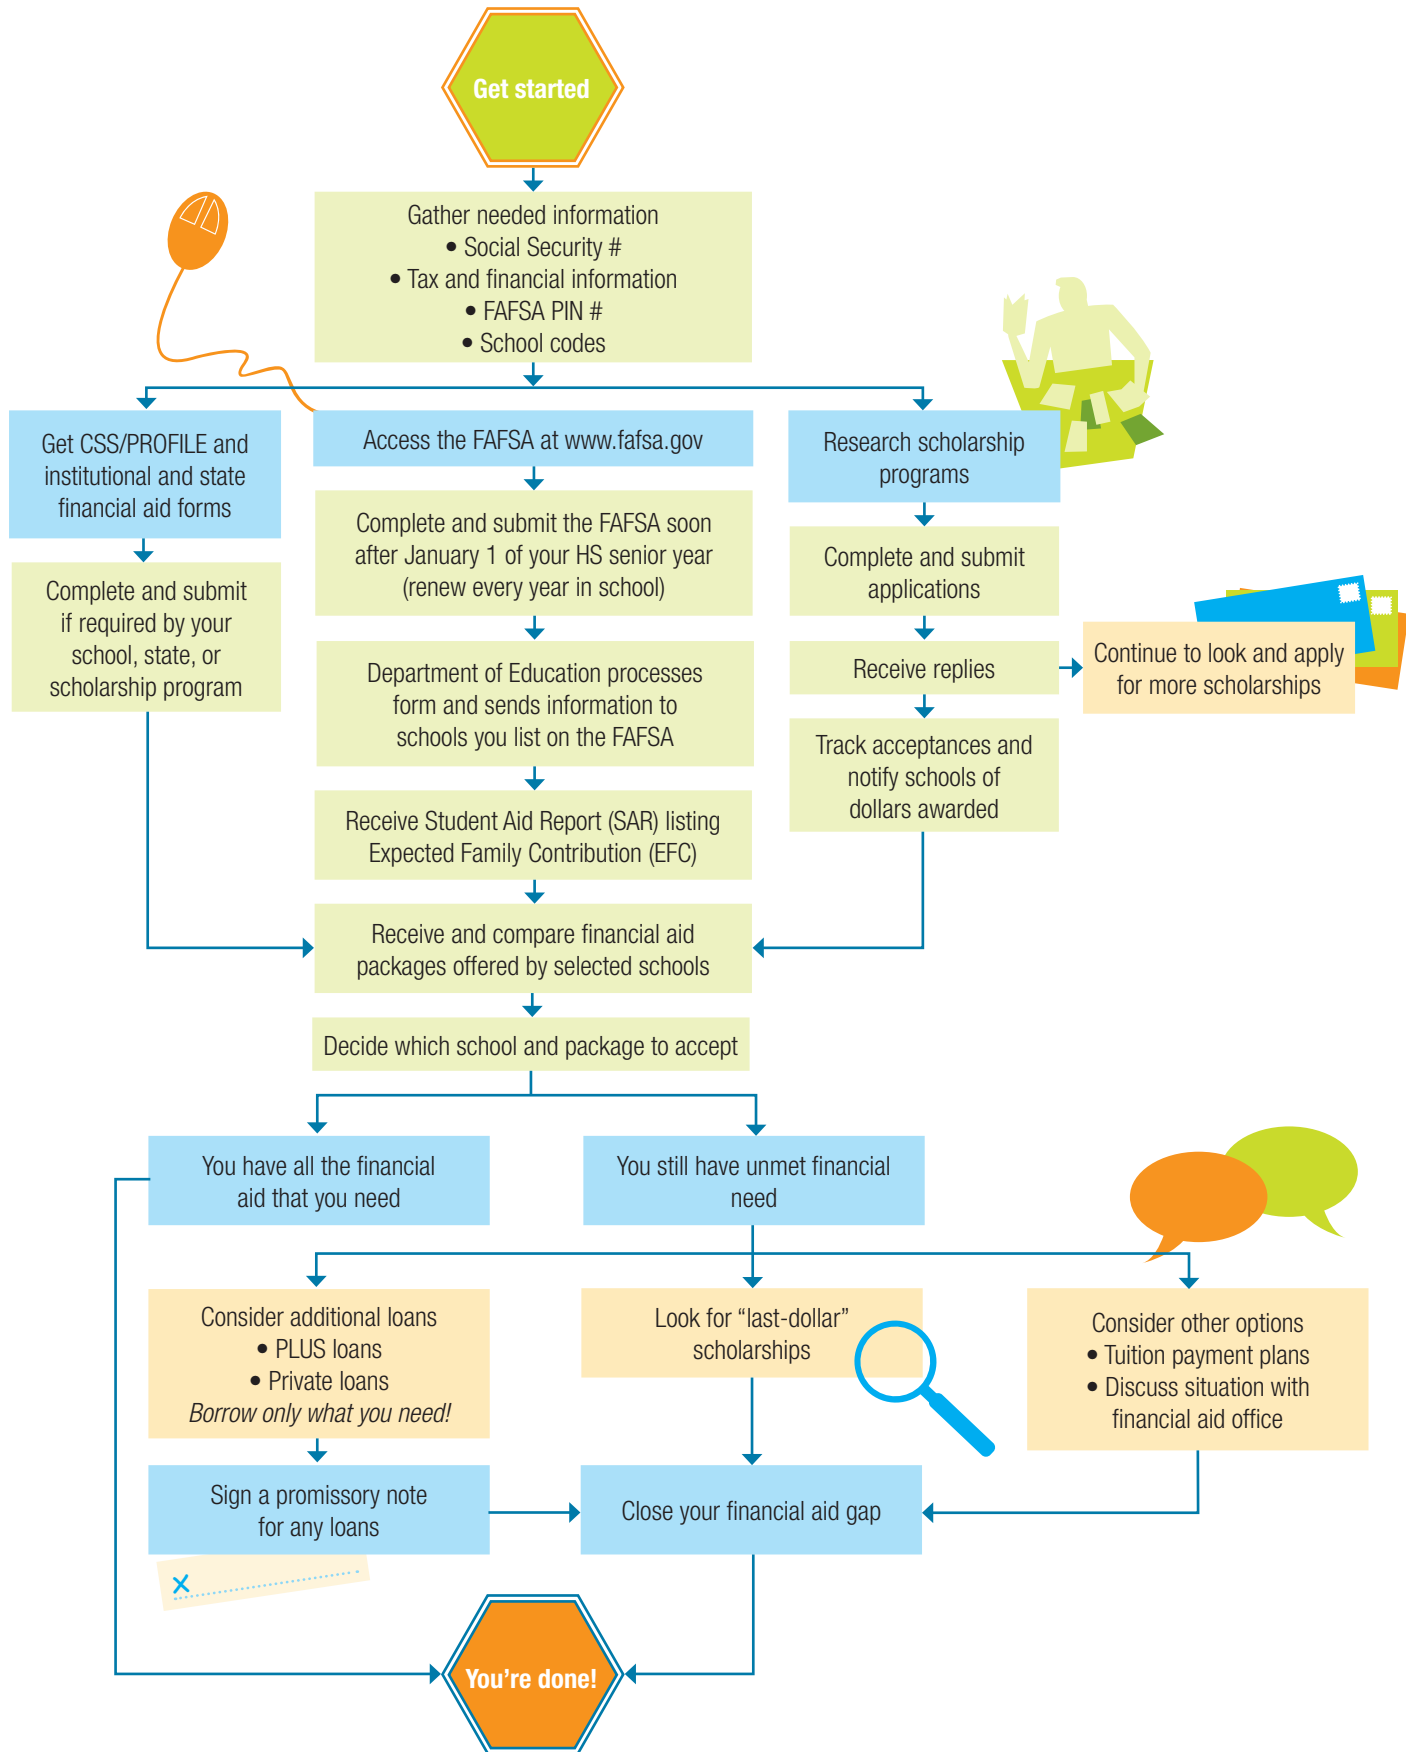 Get started
Gather needed information
• Social Security #
• Tax and financial information
• FAFSA PIN #
• School codes
Get CSS/PROFILE and
institutional and state
financial aid forms
Complete and submit
if required by your
school, state, or
scholarship program
Access the FAFSA at www.fafsa.gov
Complete and submit the FAFSA soon
after January 1 of your HS senior year
(renew every year in school)
Department of Education processes
form and sends information to
schools you list on the FAFSA
Receive Student Aid Report (SAR) listing
Expected Family Contribution (EFC)
Research scholarship
programs
Complete and submit
applications
Receive replies
Continue to look and apply
for more scholarships
Track acceptances and
notify schools of
dollars awarded
Receive and compare financial aid
packages offered by selected schools
Decide which school and package to accept
You have all the financial
aid that you need
You still have unmet financial
need
Consider additional loans
• PLUS loans
• Private loans
Borrow only what you need!
Sign a promissory note
for any loans
Look for “last-dollar”
scholarships
Consider other options
• Tuition payment plans
• Discuss situation with
financial aid office
Close your financial aid gap
x
You’re done!